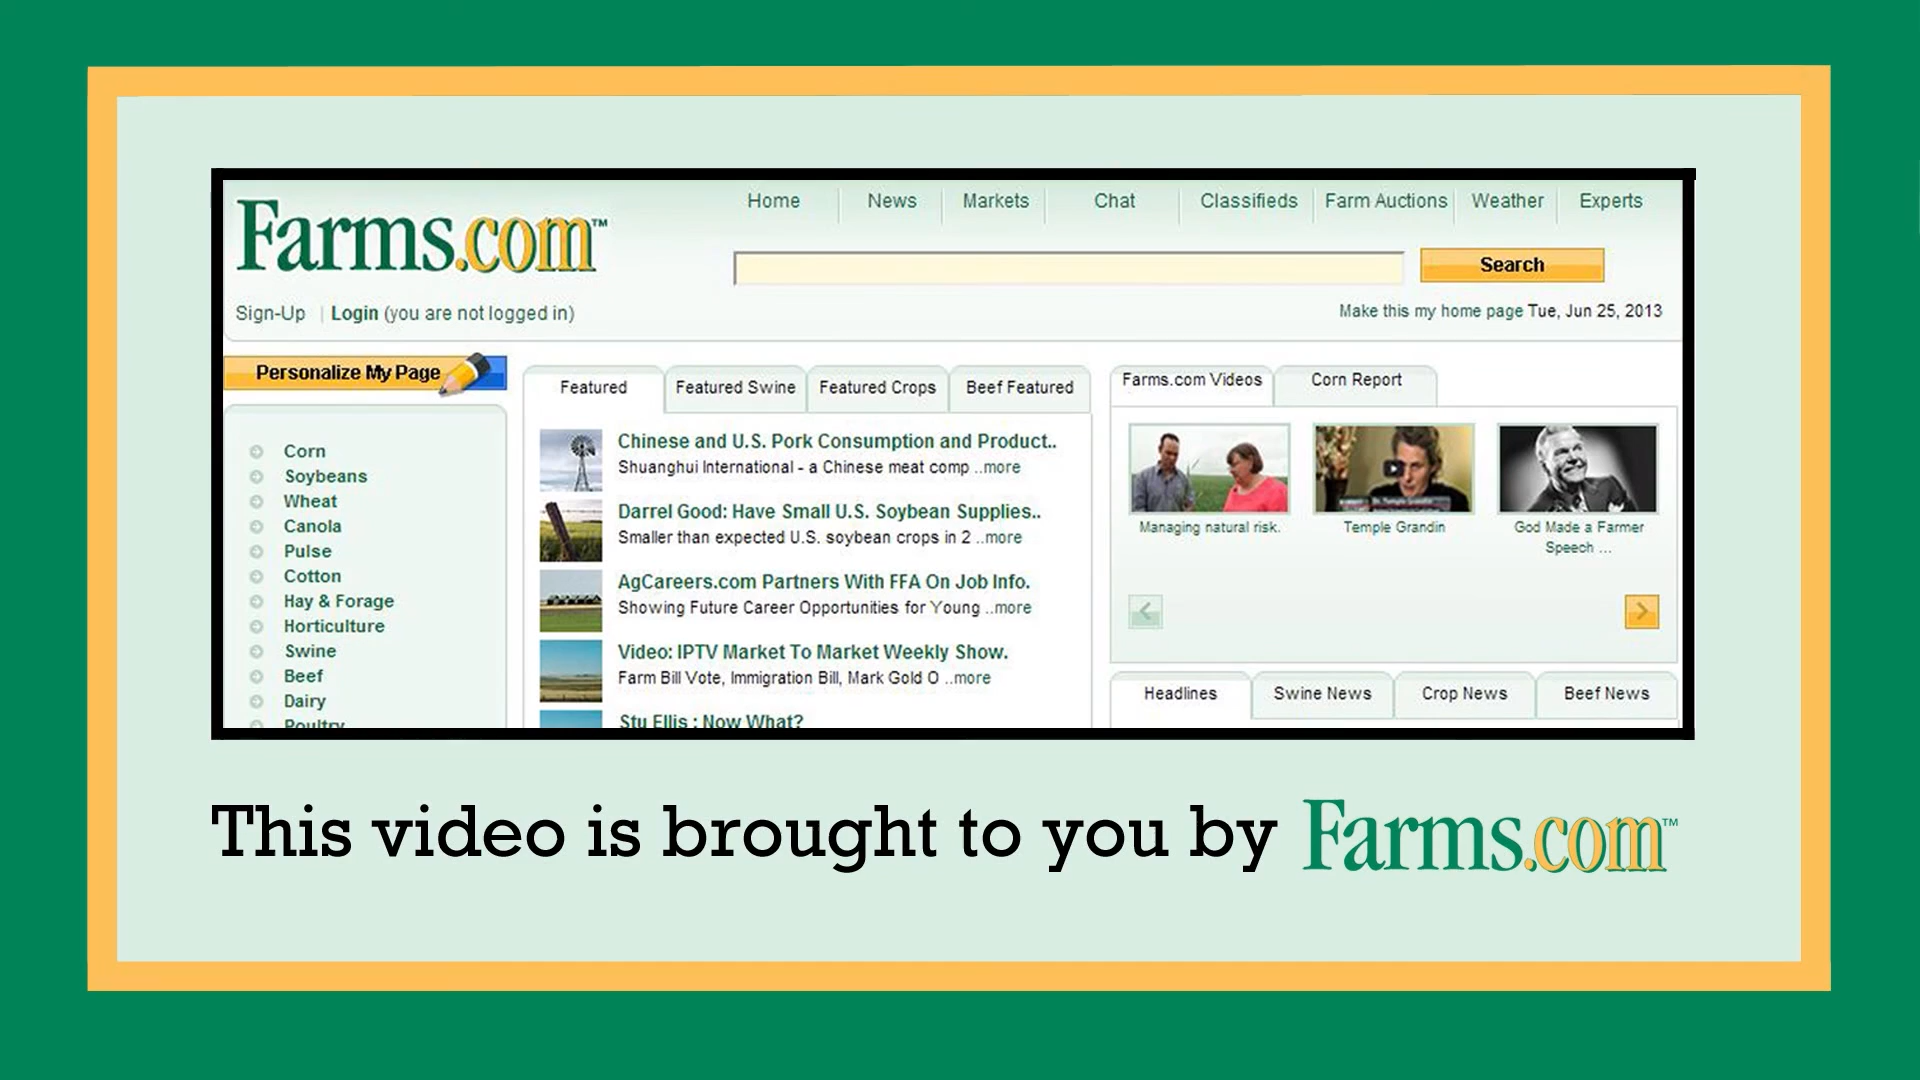 Farms.com™
Home News Markets Chat Classifieds Farm Auctions Weather Experts
Search
Sign-Up | Login (you are not logged in)
Make this my home page Tue, Jun 25, 2013
Personalize My Page
Corn
Soybeans
Wheat
Canola
Pulse
Cotton
Hay & Forage
Horticulture
Swine
Beef
Dairy
Poultry
Featured Featured Swine Featured Crops Beef Featured
Chinese and U.S. Pork Consumption and Product..
Shuanghui International - a Chinese meat comp ..more
Darrel Good: Have Small U.S. Soybean Supplies..
Smaller than expected U.S. soybean crops in 2 ..more
AgCareers.com Partners With FFA On Job Info.
Showing Future Career Opportunities for Young ..more
Video: IPTV Market To Market Weekly Show.
Farm Bill Vote, Immigration Bill, Mark Gold O ..more
Stu Ellis : Now What?
Farms.com Videos Corn Report
Managing natural risk.
Temple Grandin
God Made a Farmer
Speech ...
Headlines Swine News Crop News Beef News
This video is brought to you by Farms.com™